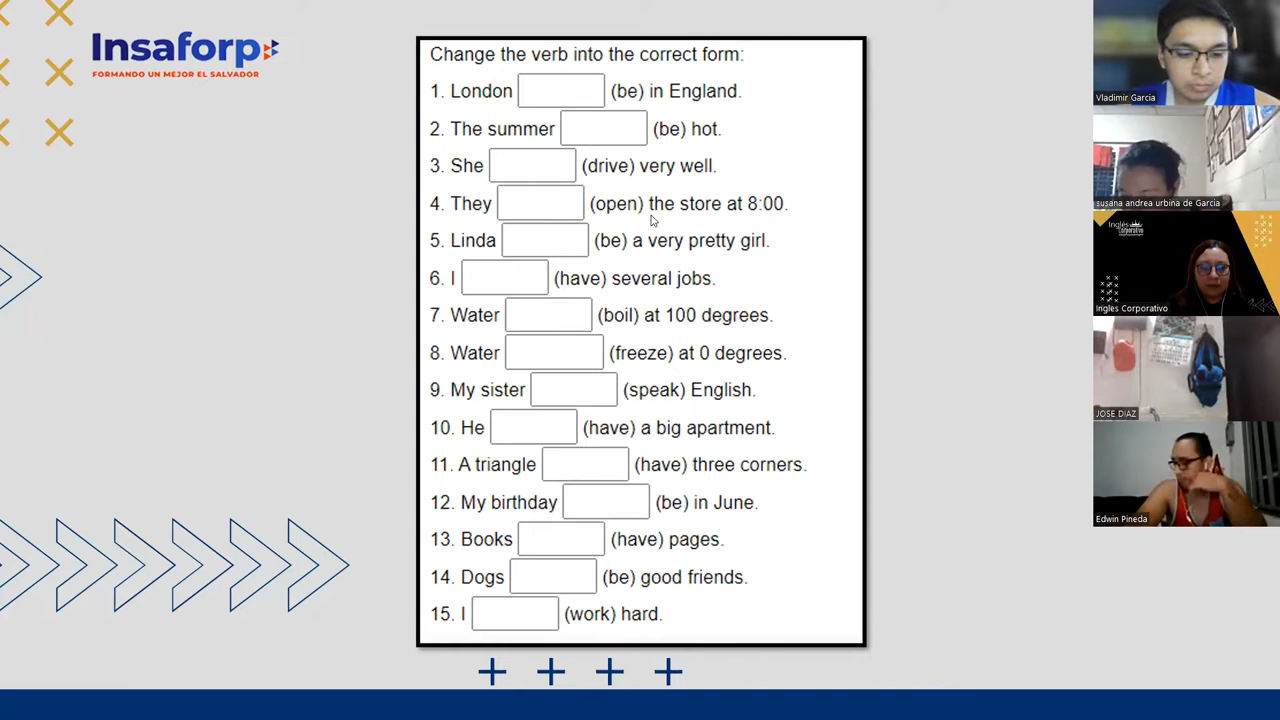 Insaforp
FORMANDO UN MEJOR EL SALVADOR
Change the verb into the correct form:
1. London (be) in England.
2. The summer (be) hot.
3. She (drive) very well.
4. They (open) the store at 8:00.
5. Linda (be) a very pretty girl.
6. I (have) several jobs.
7. Water (boil) at 100 degrees.
8. Water (freeze) at 0 degrees.
9. My sister (speak) English.
10. He (have) a big apartment.
11. A triangle (have) three corners.
12. My birthday (be) in June.
13. Books (have) pages.
14. Dogs (be) good friends.
15. I (work) hard.
Vladimir Garcia
susana andrea urbina de Garcia
Inglés
Corporativo
Ingles Corporativo
JOSE DIAZ
Edwin Pineda